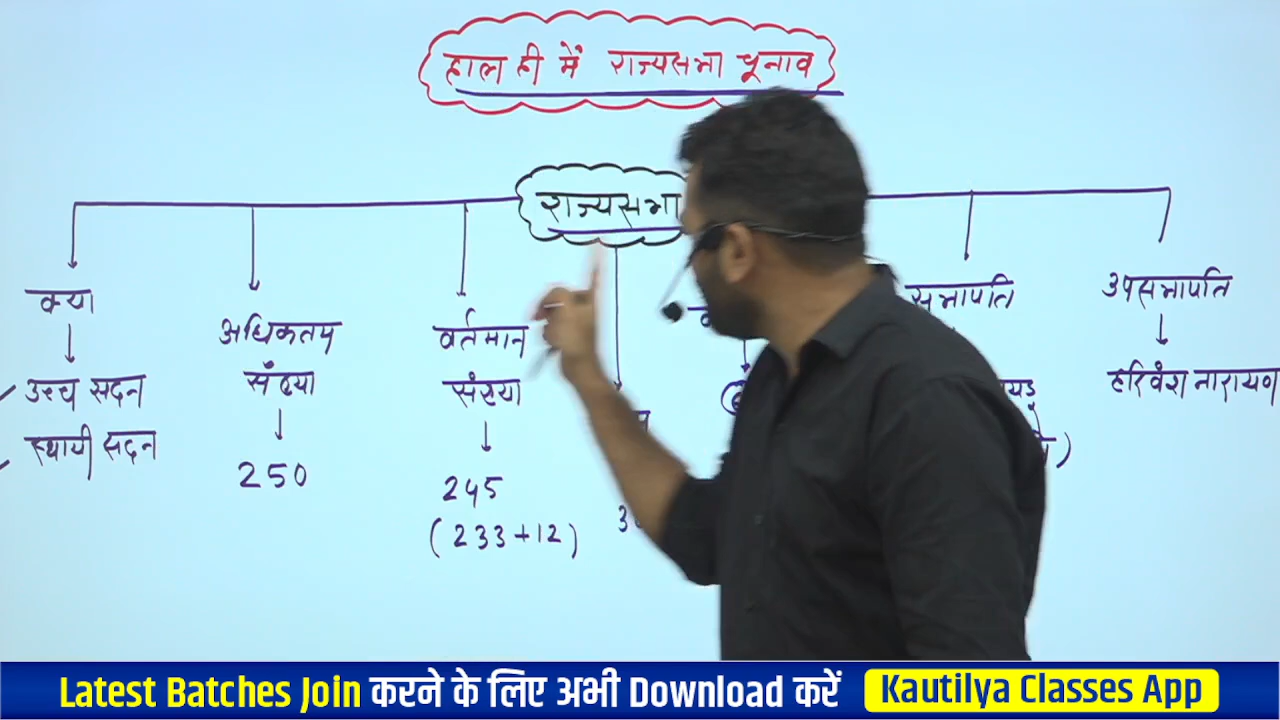 हाल ही में राज्यसभा चूनाव
राज्यसभा
क्या
उच्च सदन
स्थायी सदन
अधिकतम
संख्या
250
वर्तमान
संख्या
245
(233+12)
सभापति
उपसभापति
हरिवंश नारायण
Latest Batches Join करने के लिए अभी Download करें
Kautilya Classes App